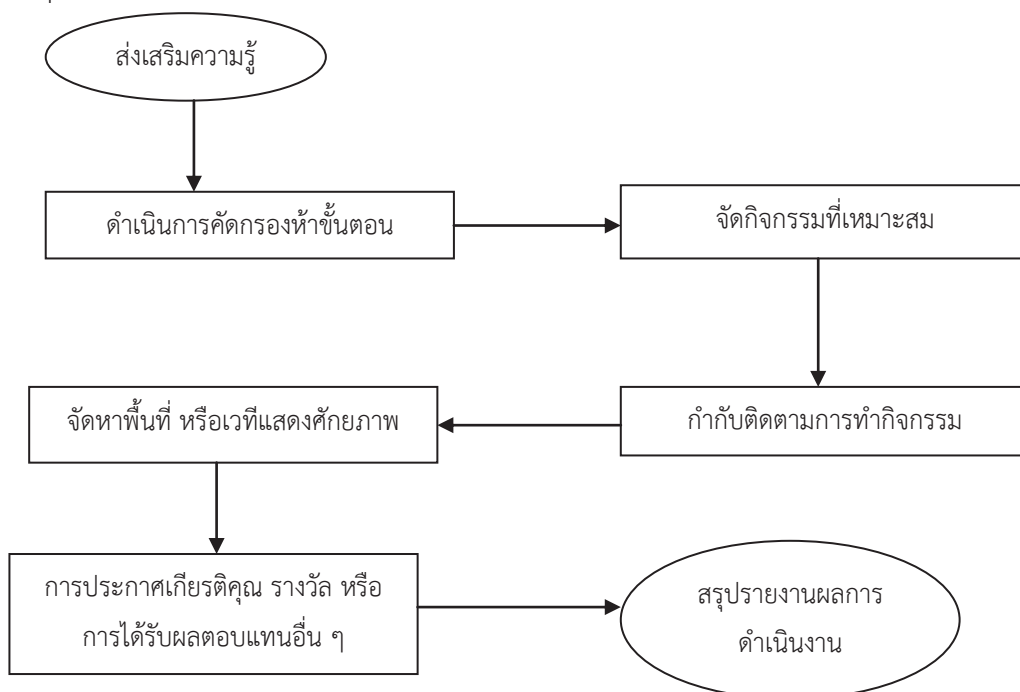 ส่งเสริมความรู้
ดำเนินการคัดกรองห้าขั้นตอน
จัดกิจกรรมที่เหมาะสม
กำกับติดตามการทำกิจกรรม
จัดหาพื้นที่ หรือเวทีแสดงศักยภาพ
การประกาศเกียรติคุณ รางวัล หรือ
การได้รับผลตอบแทนอื่น ๆ
สรุปรายงานผลการ
ดำเนินงาน